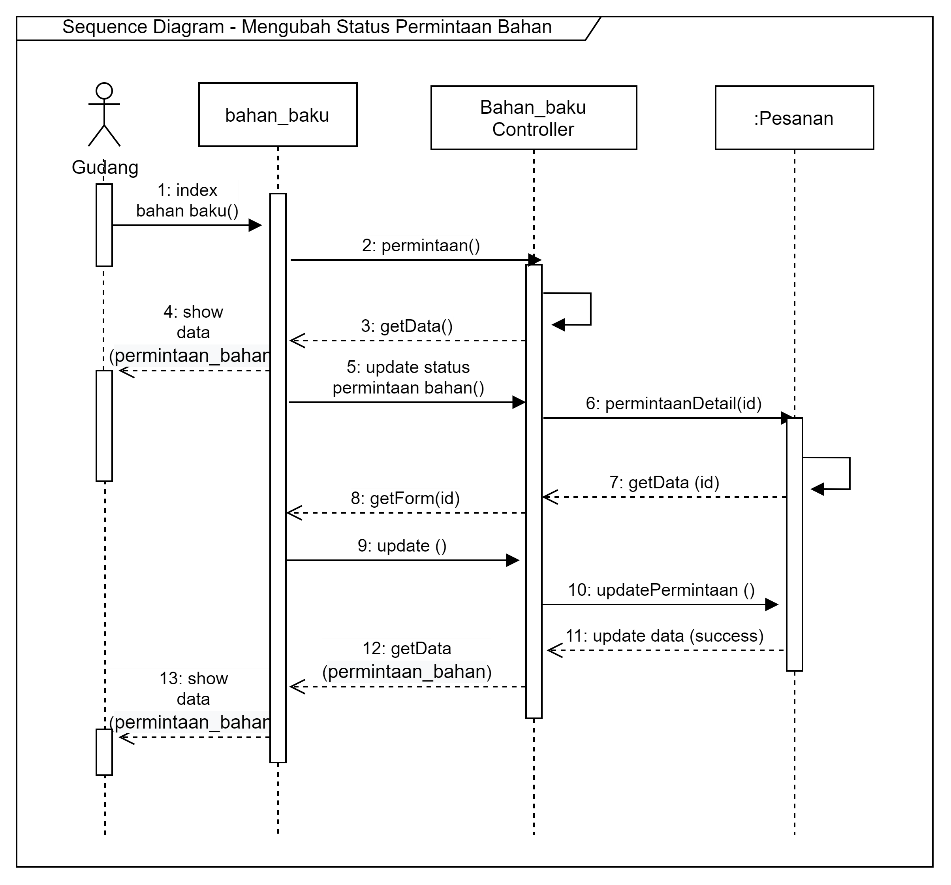 Sequence Diagram - Mengubah Status Permintaan Bahan
bahan_baku
Bahan_baku
Controller
:Pesanan
Gudang
1: index
bahan baku()
2: permintaan()
4: show
data
(permintaan_bahan
3: getData()
5: update status
permintaan bahan()
6: permintaanDetail(id)
7: getData (id)
8: getForm(id)
9: update ()
10: updatePermintaan ()
11: update data (success)
12: getData
(permintaan_bahan)
13: show
data
(permintaan_bahan